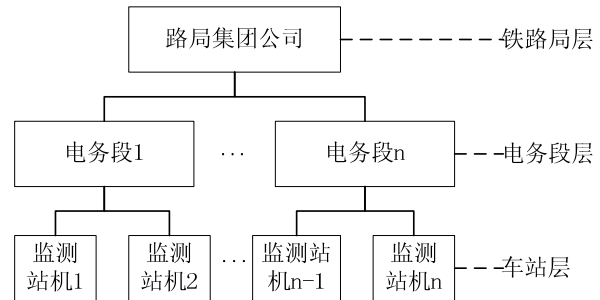 路局集团公司
铁路局层
电务段1
···
电务段n
电务段层
监测
站机1
监测
站机2
···
监测站
机n-1
监测
站机n
车站层